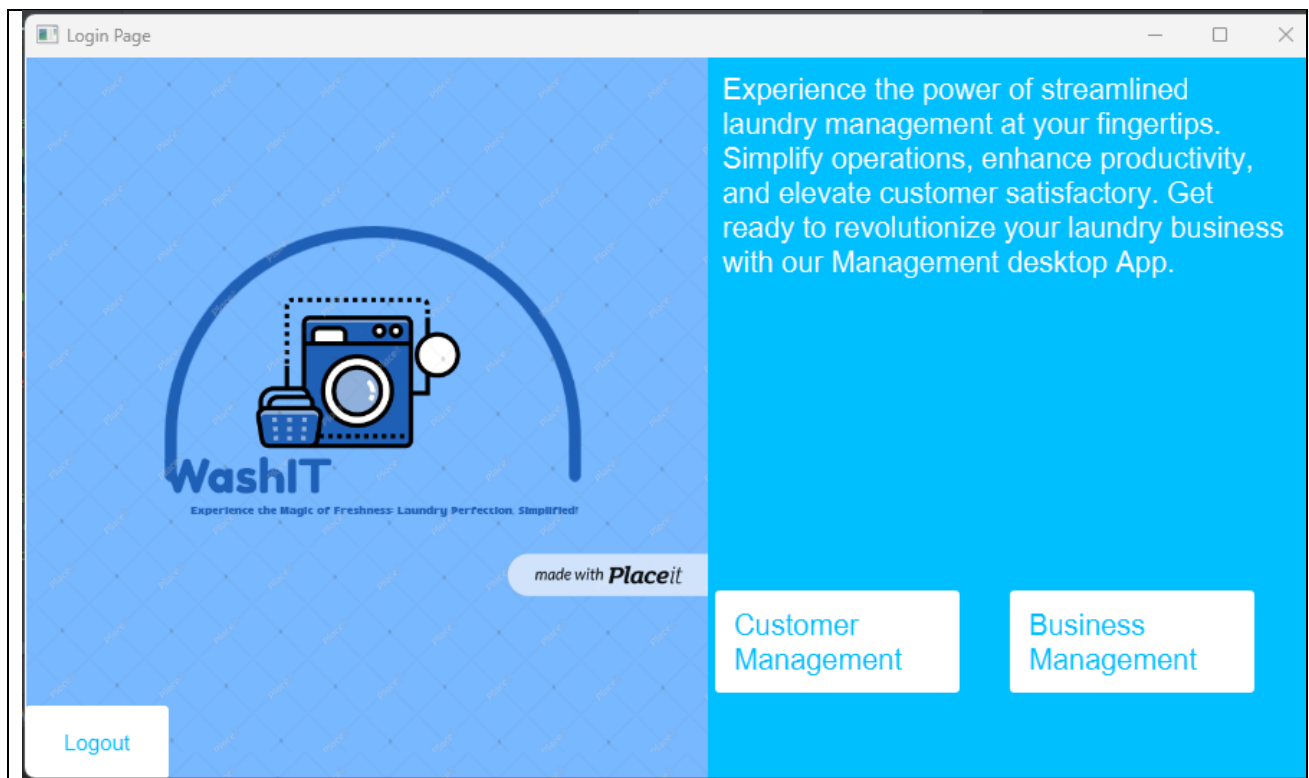 Login Page
Experience the power of streamlined
laundry management at your fingertips.
Simplify operations, enhance productivity,
and elevate customer satisfactory. Get
ready to revolutionize your laundry business
with our Management desktop App.
WashIT
Experience the Magic of Freshness: Laundry Perfection, Simplified!
made with Placeit
Customer
Management
Business
Management
Logout